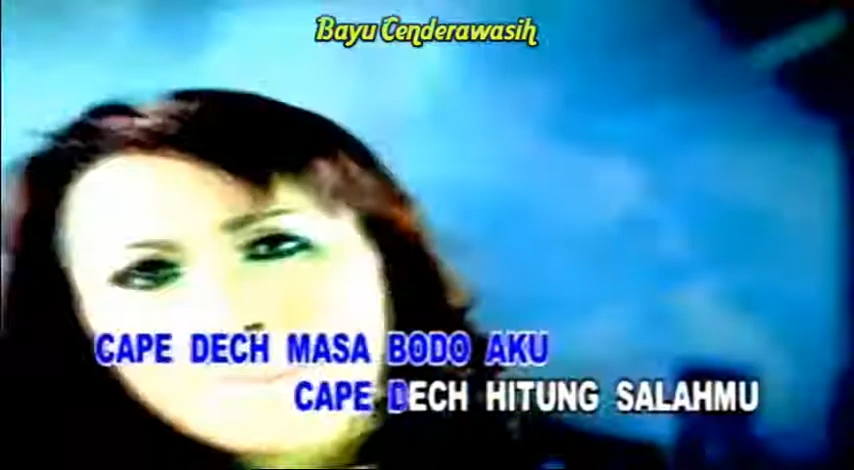 Bayu Cenderawasih
CAPE DECH MASA BODO AKU
CAPE DECH HITUNG SALAHMU